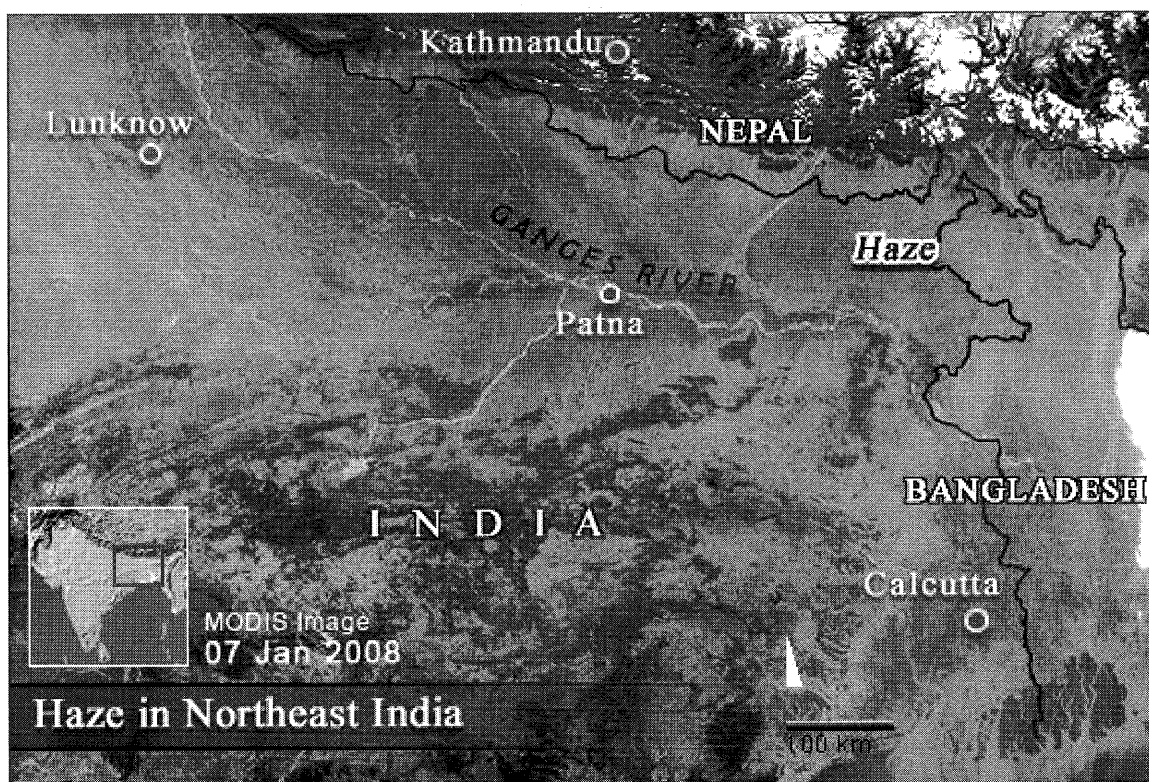 Kathmandu
Lunknow
NEPAL
GANGES RIVER
Haze
Patna
BANGLADESH
INDIA
Calcutta
MODIS Image
07 Jan 2008
Haze in Northeast India
100 km